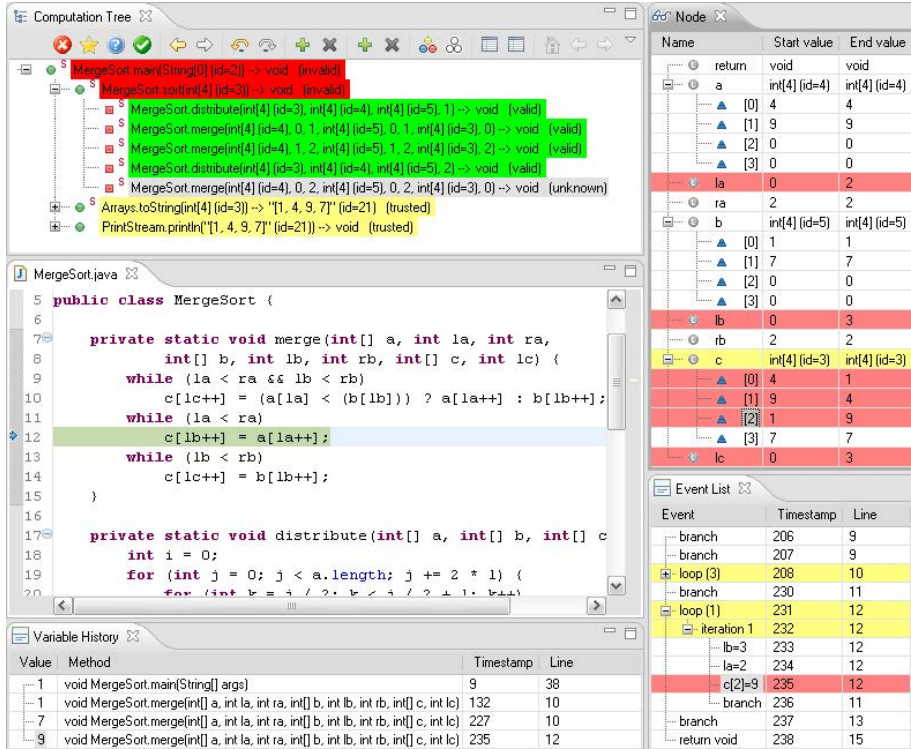 Computation Tree
MergeSort.main(String[0] (id=2)) --> void (invalid)
MergeSort.sort(int[4] (id=3)) --> void (invalid)
MergeSort.distribute(int[4] (id=3), int[4] (id=4), int[4] (id=5), 1) --> void (valid)
MergeSort.merge(int[4] (id=4), 0, 1, int[4] (id=5), 0, 1, int[4] (id=3), 0) --> void (valid)
MergeSort.merge(int[4] (id=4), 1, 2, int[4] (id=5), 1, 2, int[4] (id=3), 2) --> void (valid)
MergeSort.distribute(int[4] (id=3), int[4] (id=4), int[4] (id=5), 2) --> void (valid)
MergeSort.merge(int[4] (id=4), 0, 2, int[4] (id=5), 0, 2, int[4] (id=3), 0) --> void (unknown)
Arrays.toString(int[4] (id=3)) --> "[1, 4, 9, 7]" (id=21) (trusted)
PrintStream.println("[1, 4, 9, 7]" (id=21)) --> void (trusted)
MergeSort.java
5 public class MergeSort {
6
7 private static void merge(int[] a, int la, int ra,
8 int[] b, int lb, int rb, int[] c, int lc) {
9 while (la < ra && lb < rb)
10 c[lc++] = (a[la] < (b[lb])) ? a[la++] : b[lb++];
11 while (la < ra)
12 c[lb++] = a[la++];
13 while (lb < rb)
14 c[lc++] = b[lb++];
15 }
16
17 private static void distribute(int[] a, int[] b, int[] c
18 int i = 0;
19 for (int j = 0; j < a.length; j += 2 * l) {
20 for (int k = j / 2; k < j / 2 + l; k++)
Variable History
Value Method Timestamp Line
1 void MergeSort.main(String[] args) 9 38
1 void MergeSort.merge(int[] a, int la, int ra, int[] b, int lb, int rb, int[] c, int lc) 132 10
7 void MergeSort.merge(int[] a, int la, int ra, int[] b, int lb, int rb, int[] c, int lc) 227 10
9 void MergeSort.merge(int[] a, int la, int ra, int[] b, int lb, int rb, int[] c, int lc) 235 12
Node
Name Start value End value
return void void
a int[4] (id=4) int[4] (id=4)
[0] 4 4
[1] 9 9
[2] 0 0
[3] 0 0
la 0 2
ra 2 2
b int[4] (id=5) int[4] (id=5)
[0] 1 1
[1] 7 7
[2] 0 0
[3] 0 0
lb 0 3
rb 2 2
c int[4] (id=3) int[4] (id=3)
[0] 4 1
[1] 9 4
[2] 1 9
[3] 7 7
lc 0 3
Event List
Event Timestamp Line
branch 206 9
branch 207 9
loop (3) 208 10
branch 230 11
loop (1) 231 12
iteration 1 232 12
lb=3 233 12
la=2 234 12
c[2]=9 235 12
branch 236 11
branch 237 13
return void 238 15